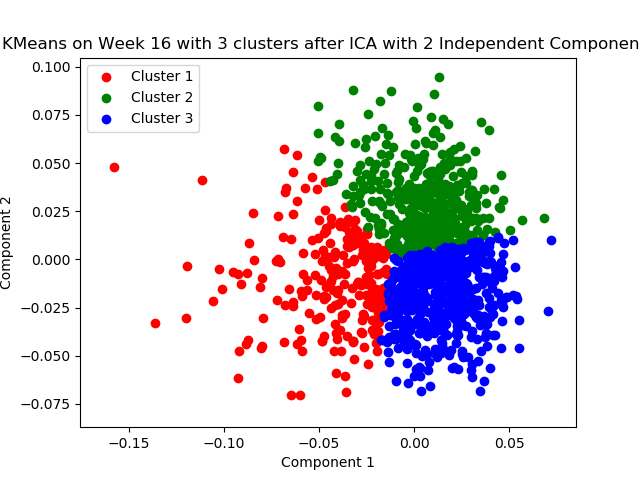 KMeans on Week 16 with 3 clusters after ICA with 2 Independent Componen
Cluster 1
Cluster 2
Cluster 3
0.100
0.075
0.050
0.025
0.000
−0.025
−0.050
−0.075
Component 2
−0.15
−0.10
−0.05
0.00
0.05
Component 1